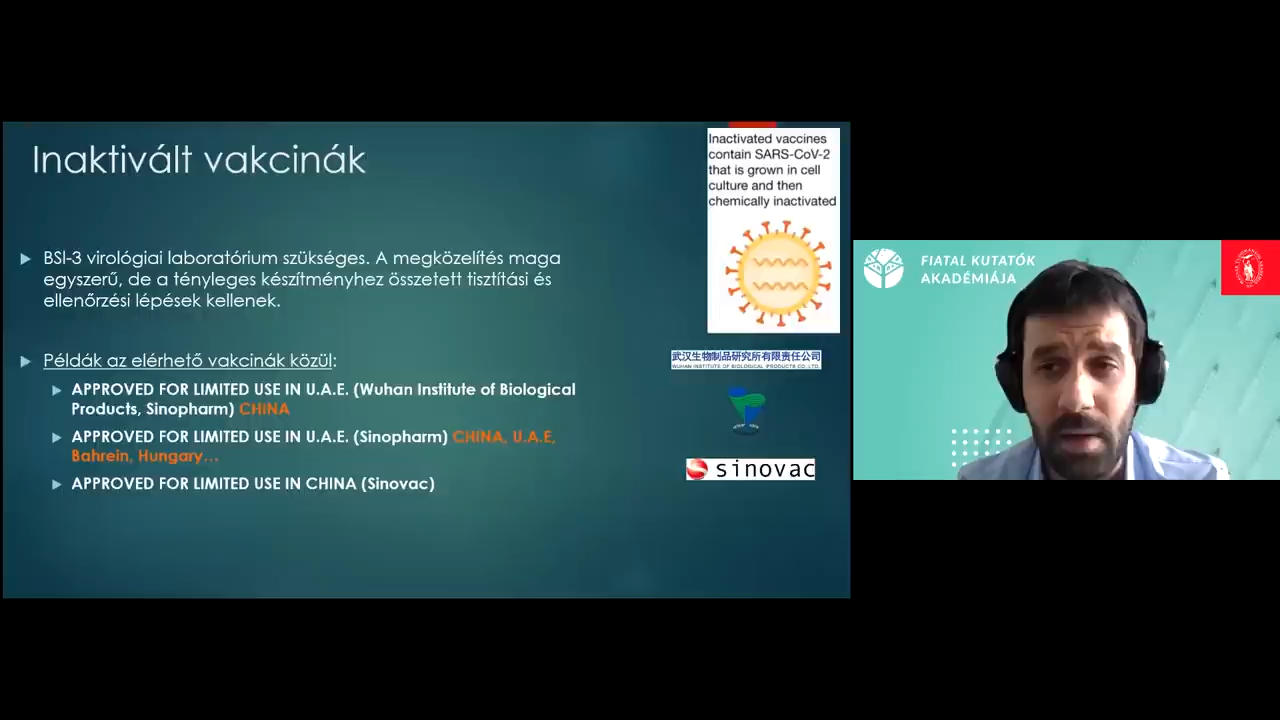 Inaktivált vakcinák
BSl-3 virológiai laboratórium szükséges. A megközelítés maga
egyszerű, de a tényleges készítményhez összetett tisztítási és
ellenőrzési lépések kellenek.
Példák az elérhető vakcinák közül:
APPROVED FOR LIMITED USE IN U.A.E. (Wuhan Institute of Biological
Products, Sinopharm) CHINA
APPROVED FOR LIMITED USE IN U.A.E. (Sinopharm) CHINA, U.A.E,
Bahrein, Hungary...
APPROVED FOR LIMITED USE IN CHINA (Sinovac)
Inactivated vaccines
contain SARS-CoV-2
that is grown in cell
culture and then
chemically inactivated
武汉生物制品研究所有限责任公司
WUHAN INSTITUTE OF BIOLOGICAL PRODUCTS CO., LTD.
sinovac
FIATAL KUTATÓK
AKADÉMIÁJA